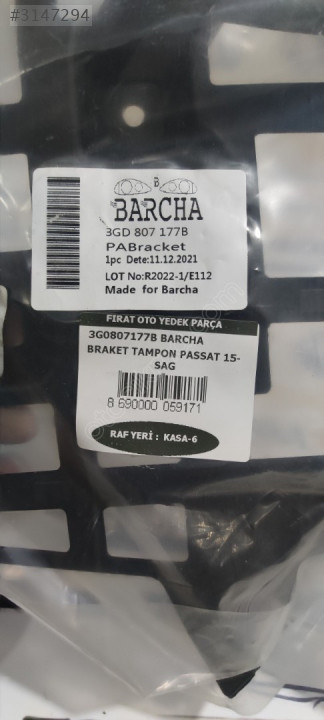 #3147294
B
BARCHA
3GD 807 177B
PABracket
1pc Date:11.12.2021
LOT No:R2022-1/E112
Made for Barcha
FIRAT OTO YEDEK PARÇA
3G0807177B BARCHA
BRAKET TAMPON PASSAT 15-
SAG
8 690000 059171
RAF YERİ : KASA-6